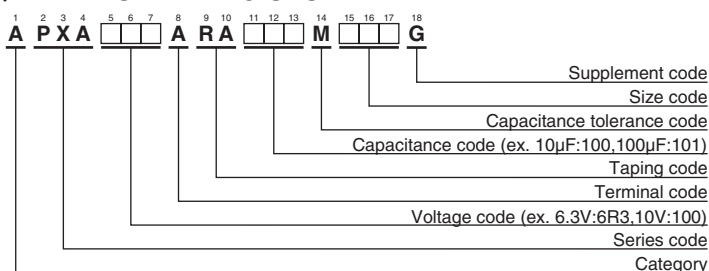 1 2 3 4 5 6 7 8 9 10 11 12 13 14 15 16 17 18
A P X A □□□ A R A □□□ M □□□ G
Supplement code
Size code
Capacitance tolerance code
Capacitance code (ex. 10μF:100,100μF:101)
Taping code
Terminal code
Voltage code (ex. 6.3V:6R3,10V:100)
Series code
Category